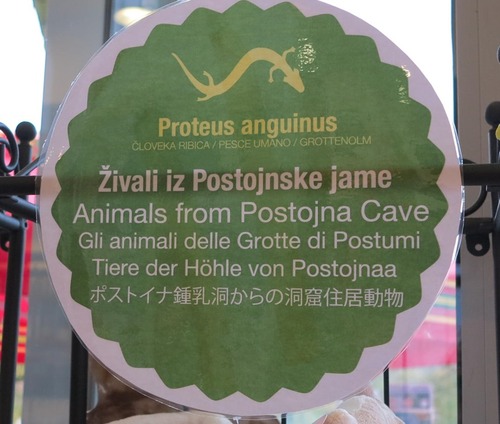 Proteus anguinus
ČLOVEKA RIBICA / PESCE UMANO / GROTTENOLM
Živali iz Postojnske jame
Animals from Postojna Cave
Gli animali delle Grotte di Postumi
Tiere der Höhle von Postojnaa
ポストイナ鍾乳洞からの洞窟住居動物